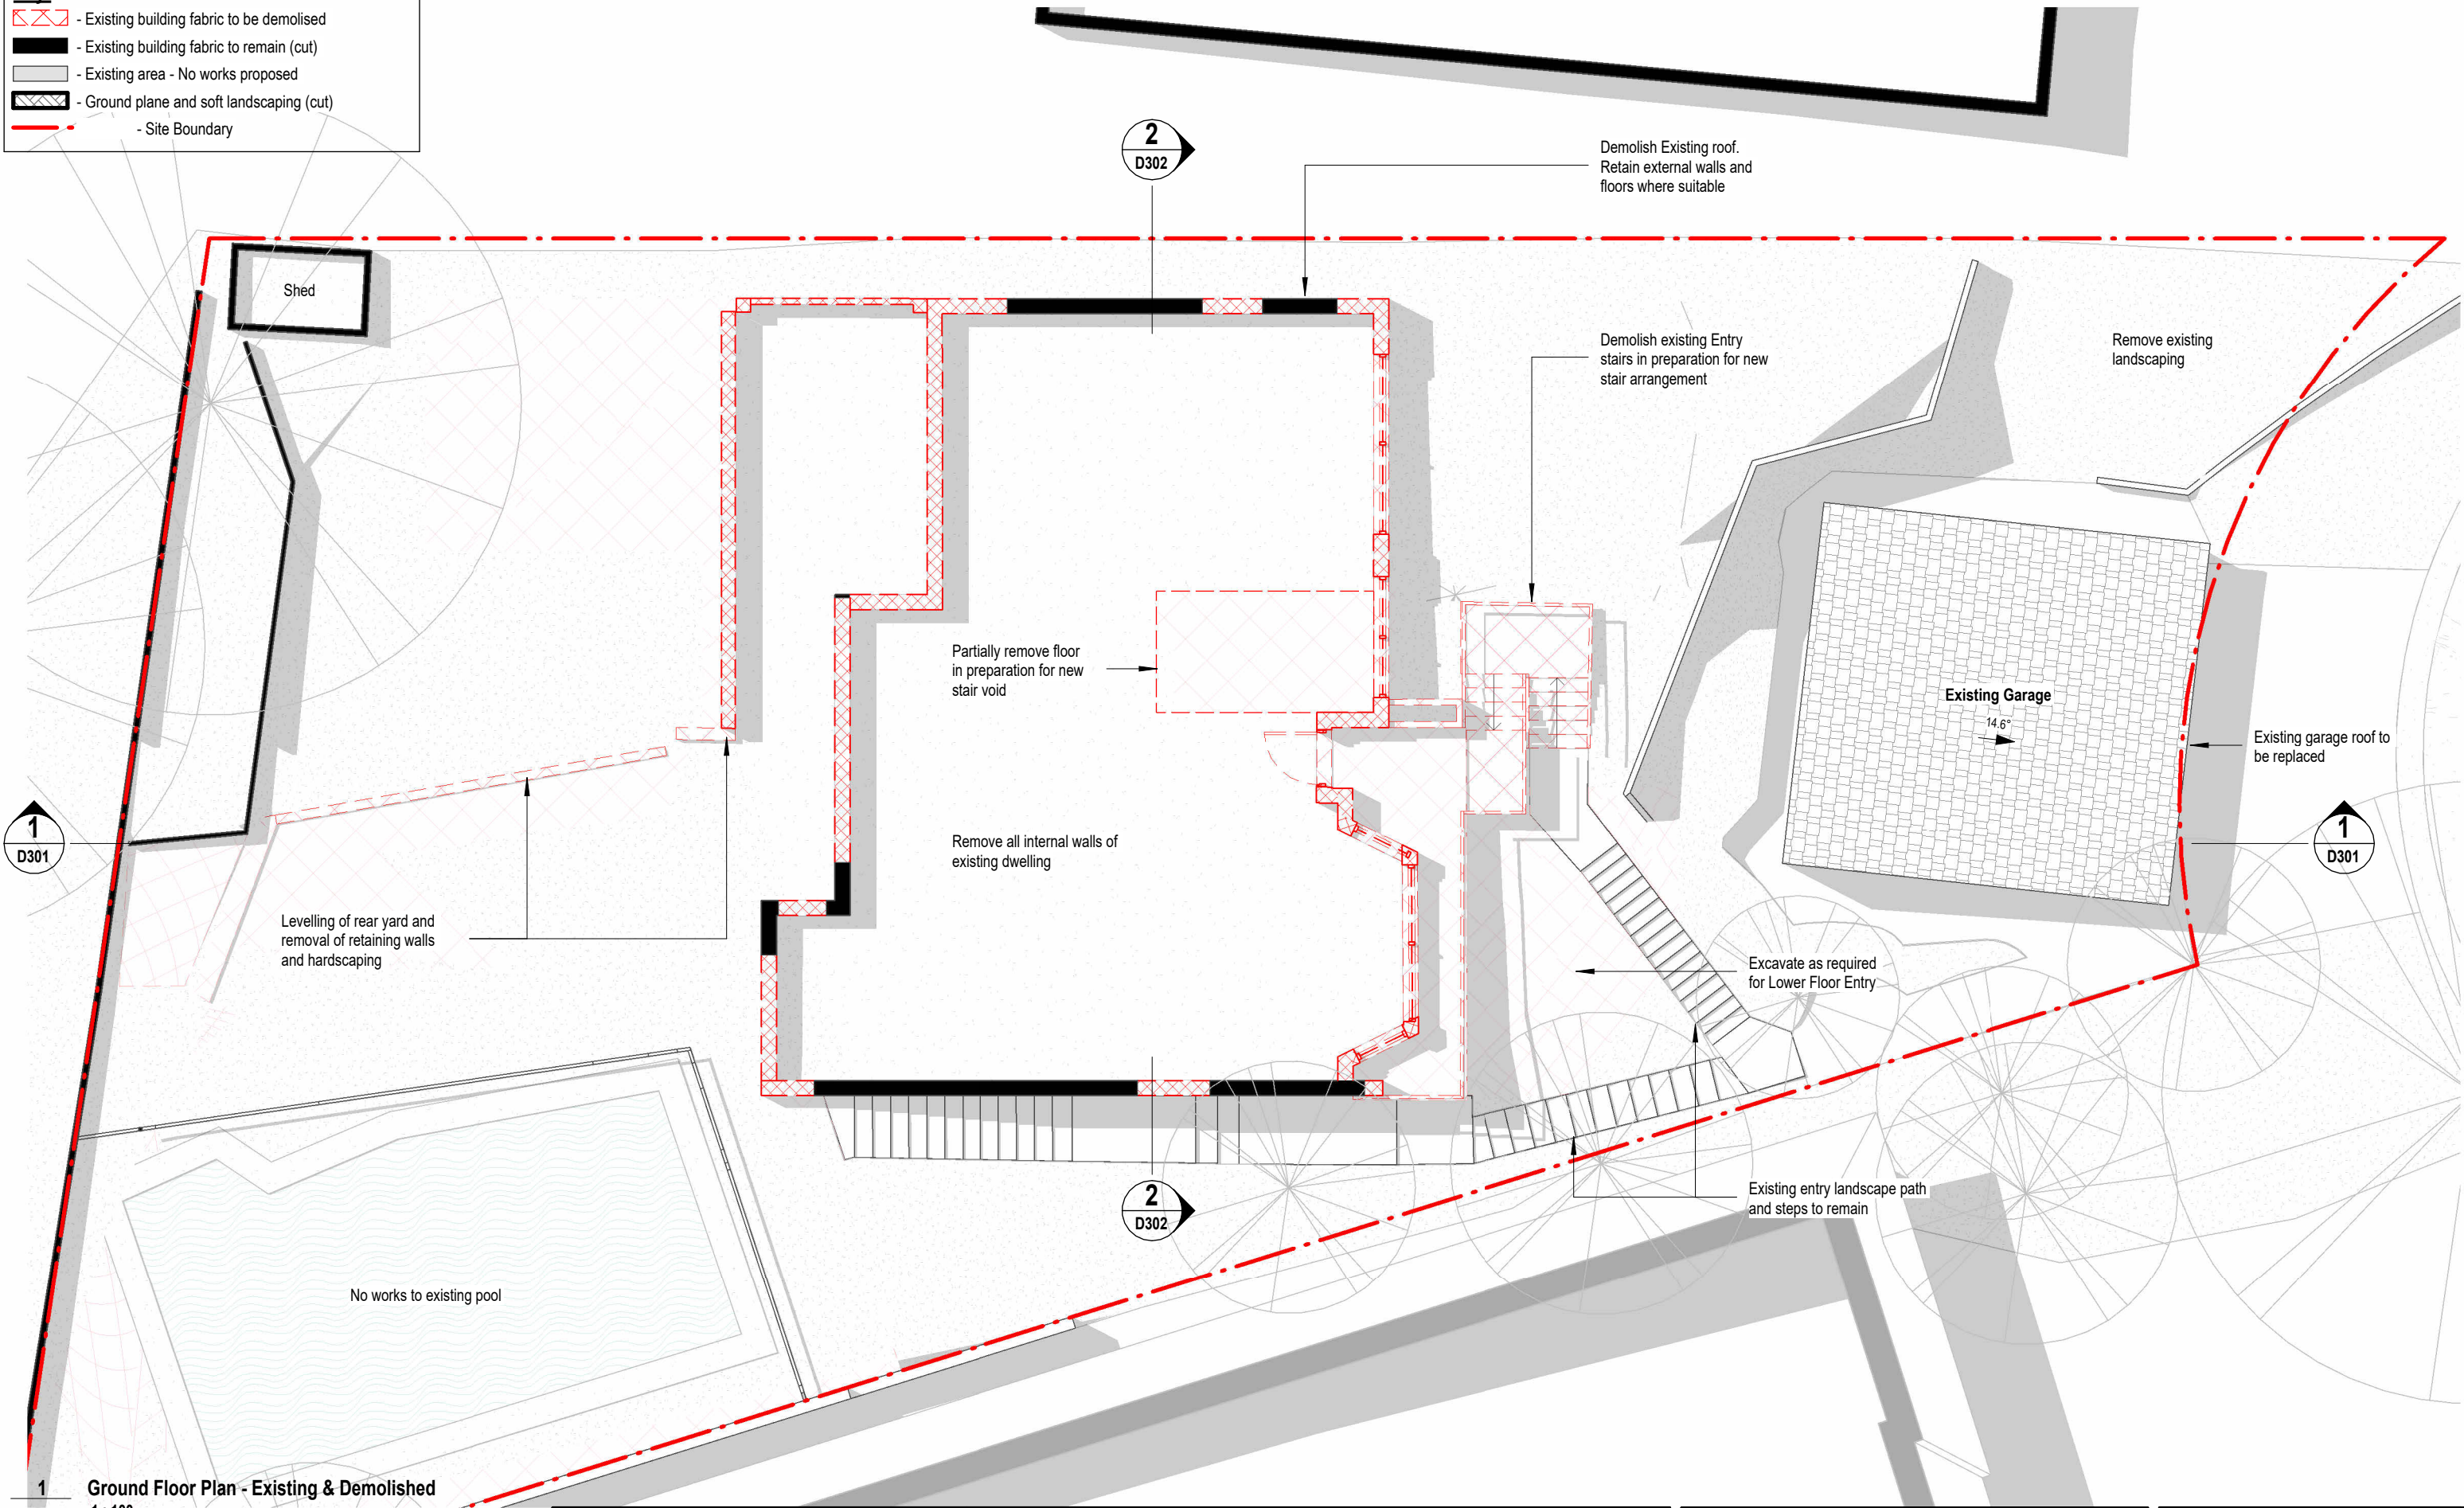 - Existing building fabric to be demolished
- Existing building fabric to remain (cut)
- Existing area - No works proposed
- Ground plane and soft landscaping (cut)
- Site Boundary
2
D302
Demolish Existing roof.
Retain external walls and
floors where suitable
Shed
Demolish existing Entry
stairs in preparation for new
stair arrangement
Remove existing
landscaping
Partially remove floor
in preparation for new
stair void
Existing Garage
14.6°
Existing garage roof to
be replaced
1
D301
Remove all internal walls of
existing dwelling
1
D301
Levelling of rear yard and
removal of retaining walls
and hardscaping
Excavate as required
for Lower Floor Entry
2
D302
Existing entry landscape path
and steps to remain
No works to existing pool
1
Ground Floor Plan - Existing & Demolished